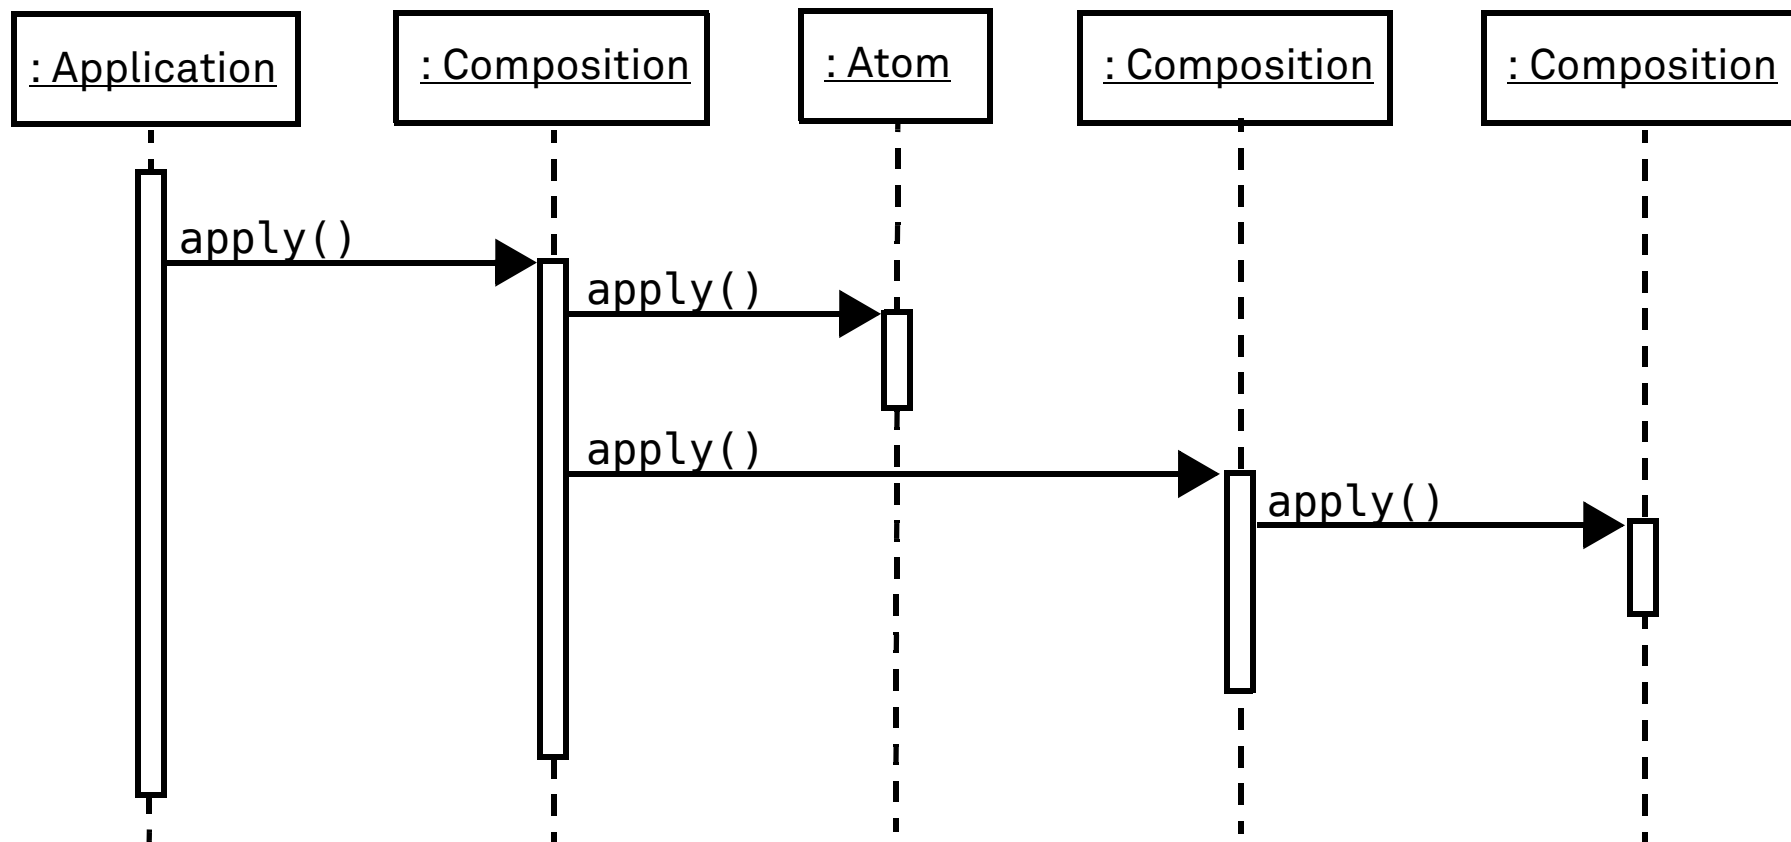 : Application
: Composition
: Atom
: Composition
: Composition
apply()
apply()
apply()
apply()